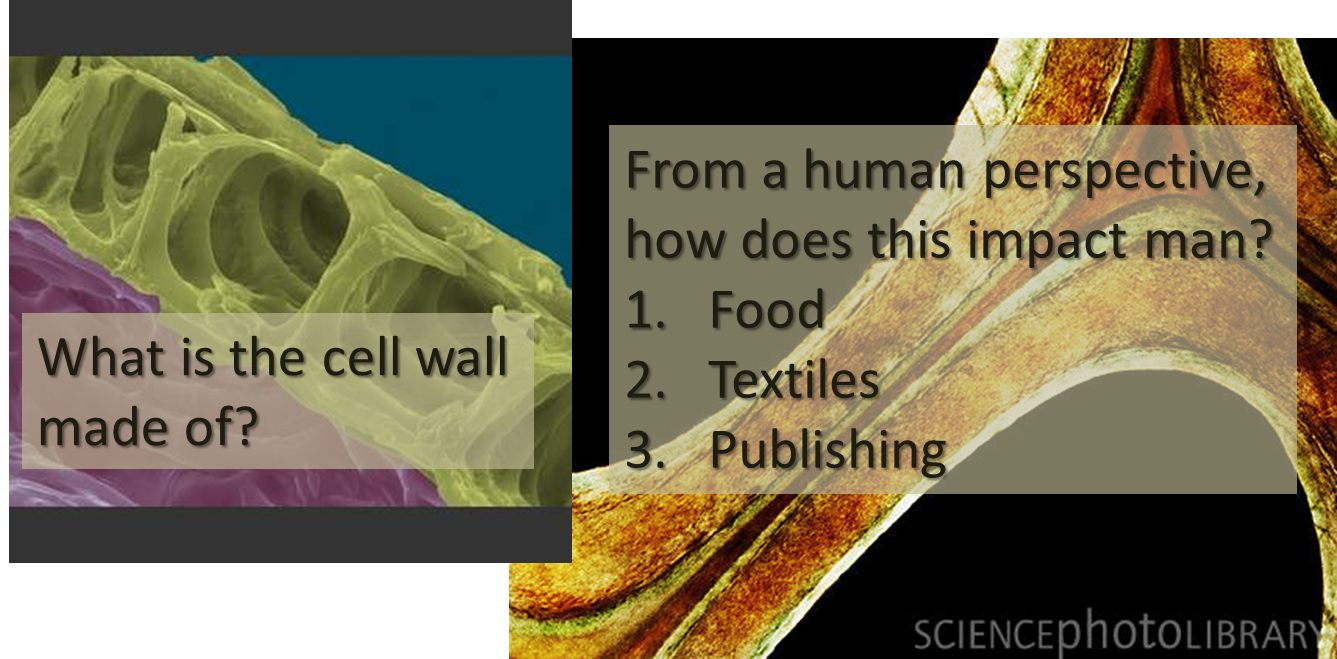 What is the cell wall
made of?
From a human perspective,
how does this impact man?
1. Food
2. Textiles
3. Publishing
SCIENCEphotoLIBRARY